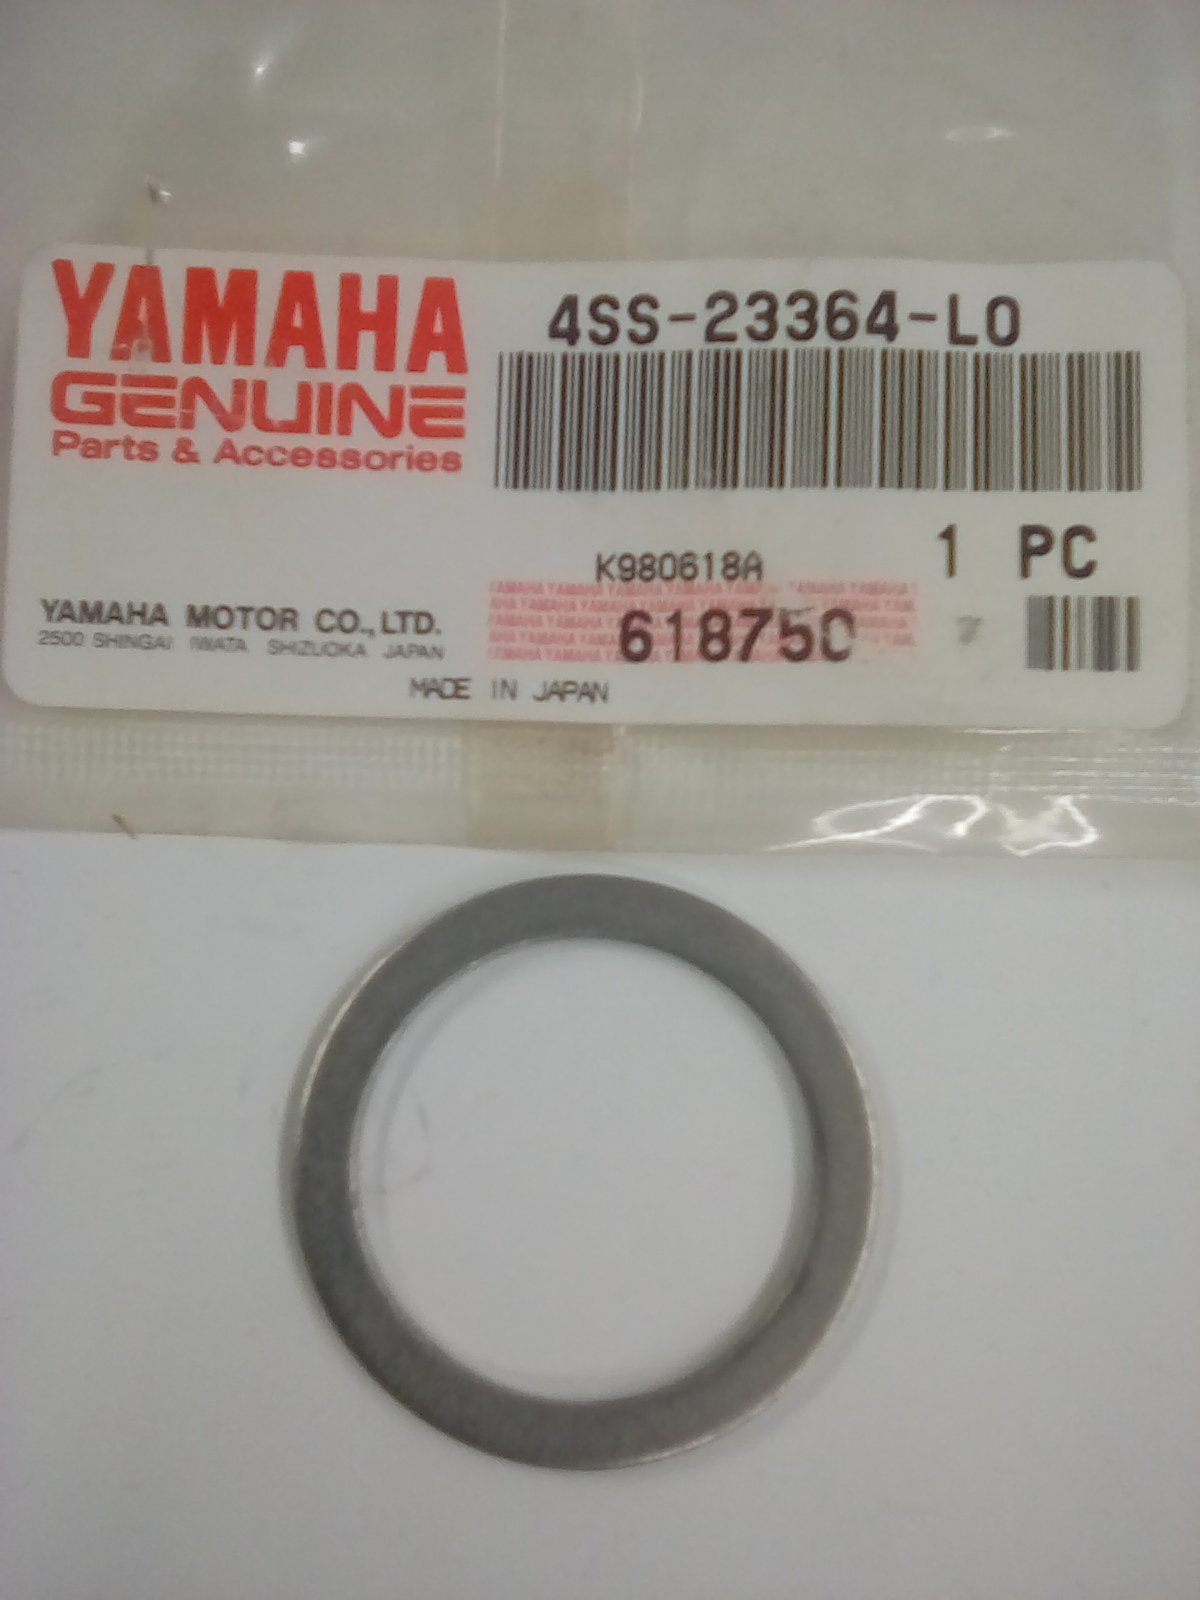 YAMAHA
GENUINE
Parts & Accessories
4SS-23364-L0
1 PC
K980618A
618750
YAMAHA MOTOR CO., LTD.
2500 SHINGAI IWATA SHIZUOKA JAPAN
MADE IN JAPAN